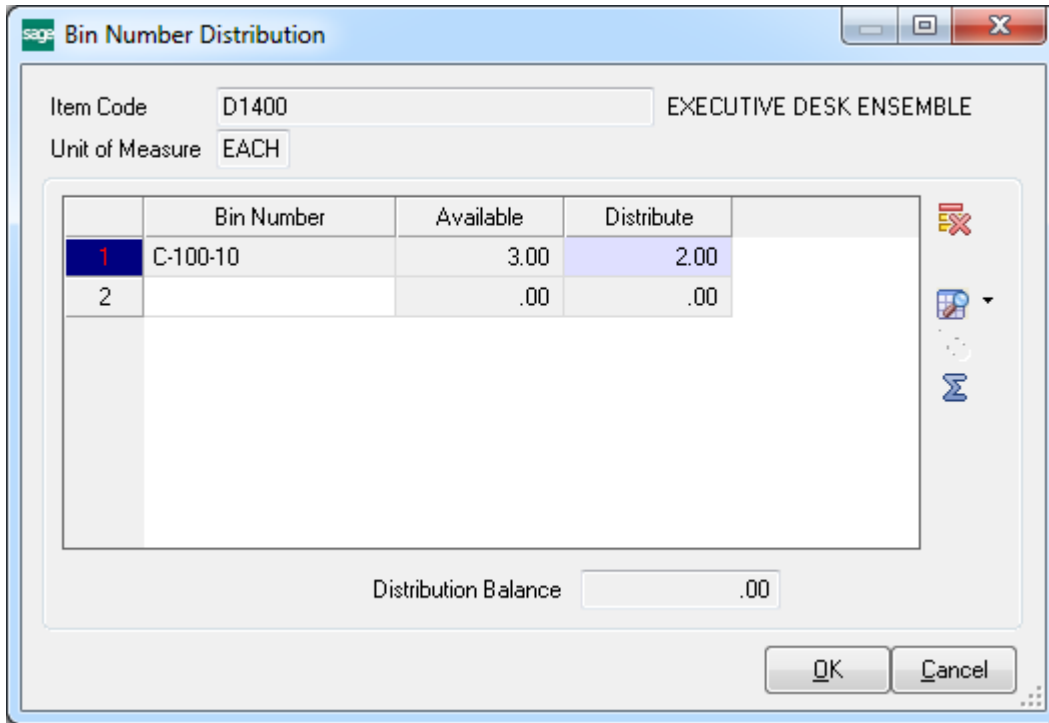 sage Bin Number Distribution
Item Code D1400 EXECUTIVE DESK ENSEMBLE
Unit of Measure EACH
Bin Number Available Distribute
1 C-100-10 3.00 2.00
2 .00 .00
Distribution Balance .00
OK Cancel